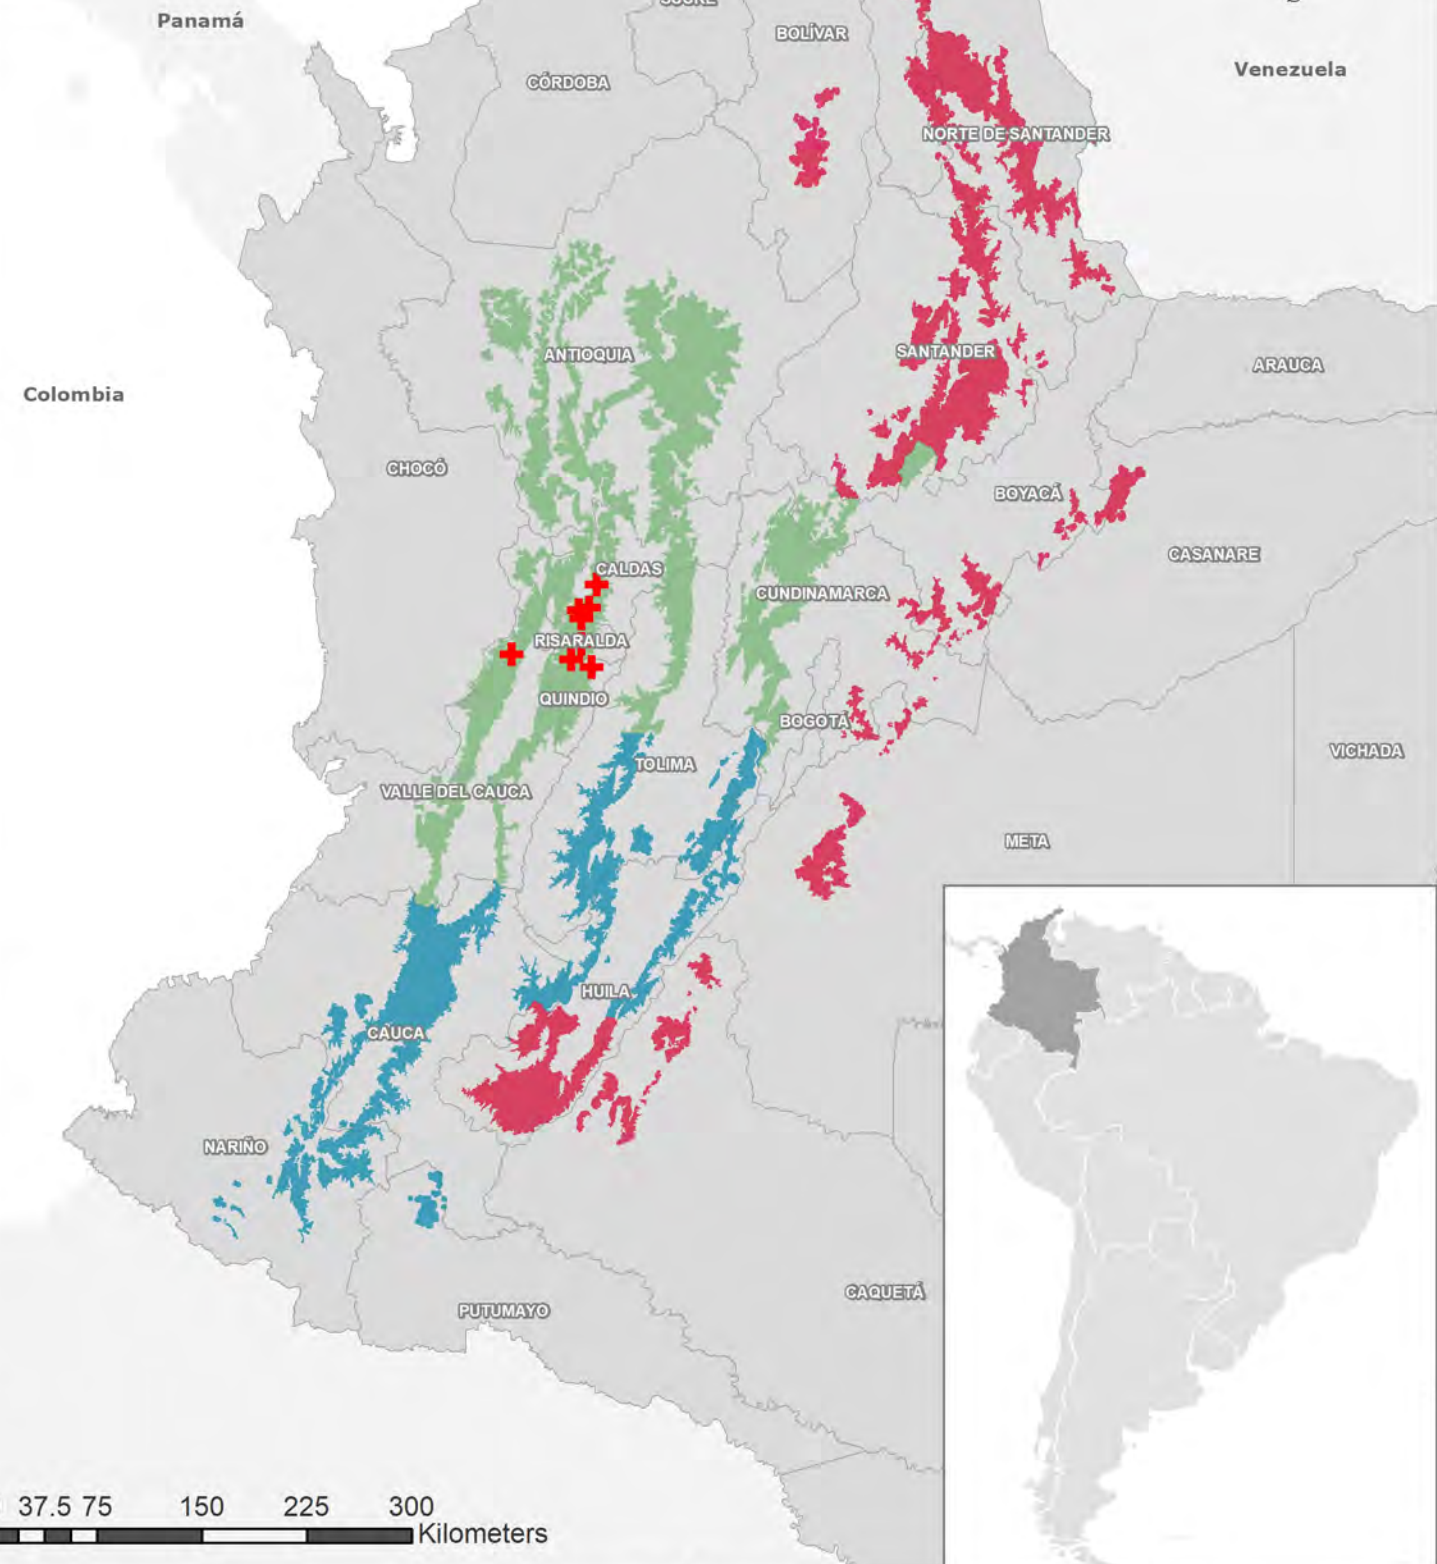 Panamá
SUCRE
BOLÍVAR
Venezuela
CÓRDOBA
NORTE DE SANTANDER
ANTIOQUIA
SANTANDER
ARAUCA
Colombia
CHOCÓ
BOYACÁ
CASANARE
CALDAS
CUNDINAMARCA
RISARALDA
QUINDIO
BOGOTÁ
VICHADA
TOLIMA
VALLE DEL CAUCA
META
HUILA
CAUCA
NARIÑO
CAQUETÁ
PUTUMAYO
37.5 75 150 225 300
Kilometers